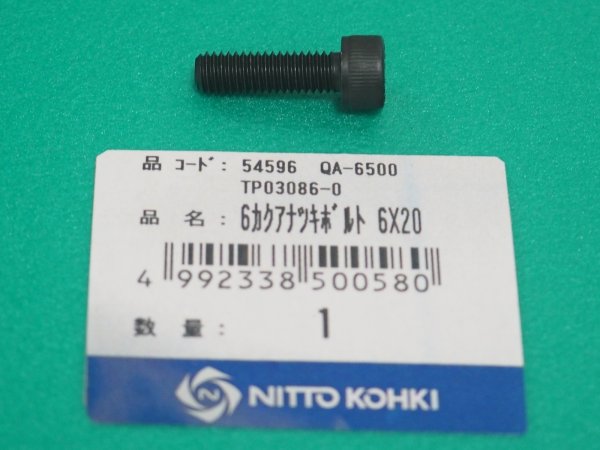 品 コード: 54596 QA-6500
TP03086-0
品 名: 6カクアナツキボルト 6X20
4 992338 500580
数 量: 1
NITTO KOHKI